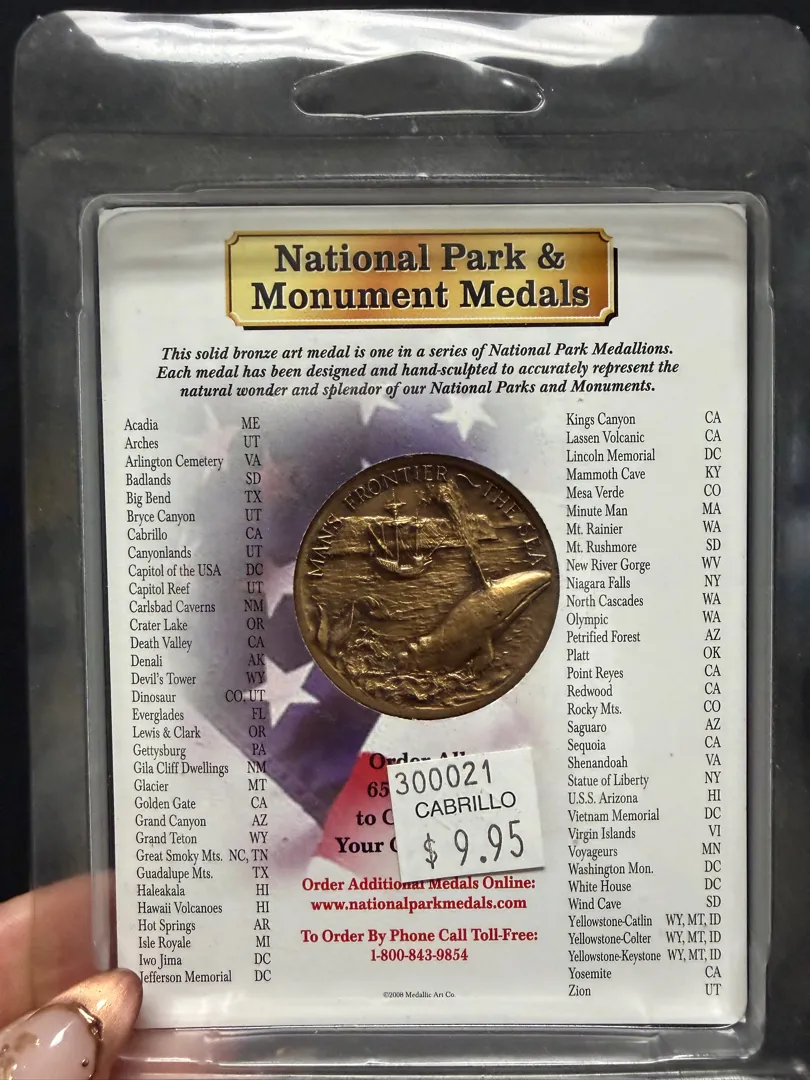 National Park &
Monument Medals
This solid bronze art medal is one in a series of National Park Medallions.
Each medal has been designed and hand-sculpted to accurately represent the
natural wonder and splendor of our National Parks and Monuments.
Acadia ME
Arches UT
Arlington Cemetery VA
Badlands SD
Big Bend TX
Bryce Canyon UT
Cabrillo CA
Canyonlands UT
Capitol of the USA DC
Capitol Reef UT
Carlsbad Caverns NM
Crater Lake OR
Death Valley CA
Denali AK
Devil's Tower WY
Dinosaur CO, UT
Everglades FL
Lewis & Clark OR
Gettysburg PA
Gila Cliff Dwellings NM
Glacier MT
Golden Gate CA
Grand Canyon AZ
Grand Teton WY
Great Smoky Mts. NC, TN
Guadalupe Mts. TX
Haleakala HI
Hawaii Volcanoes HI
Hot Springs AR
Isle Royale MI
Iwo Jima DC
Jefferson Memorial DC
MAN'S FRONTIER ~ THE SEA
Order All
65
to C
Your
300021
CABRILLO
$ 9.95
Order Additional Medals Online:
www.nationalparkmedals.com
To Order By Phone Call Toll-Free:
1-800-843-9854
©2008 Medallic Art Co.
Kings Canyon CA
Lassen Volcanic CA
Lincoln Memorial DC
Mammoth Cave KY
Mesa Verde CO
Minute Man MA
Mt. Rainier WA
Mt. Rushmore SD
New River Gorge WV
Niagara Falls NY
North Cascades WA
Olympic WA
Petrified Forest AZ
Platt OK
Point Reyes CA
Redwood CA
Rocky Mts. CO
Saguaro AZ
Sequoia CA
Shenandoah VA
Statue of Liberty NY
U.S.S. Arizona HI
Vietnam Memorial DC
Virgin Islands VI
Voyageurs MN
Washington Mon. DC
White House DC
Wind Cave SD
Yellowstone-Catlin WY, MT, ID
Yellowstone-Colter WY, MT, ID
Yellowstone-Keystone WY, MT, ID
Yosemite CA
Zion UT